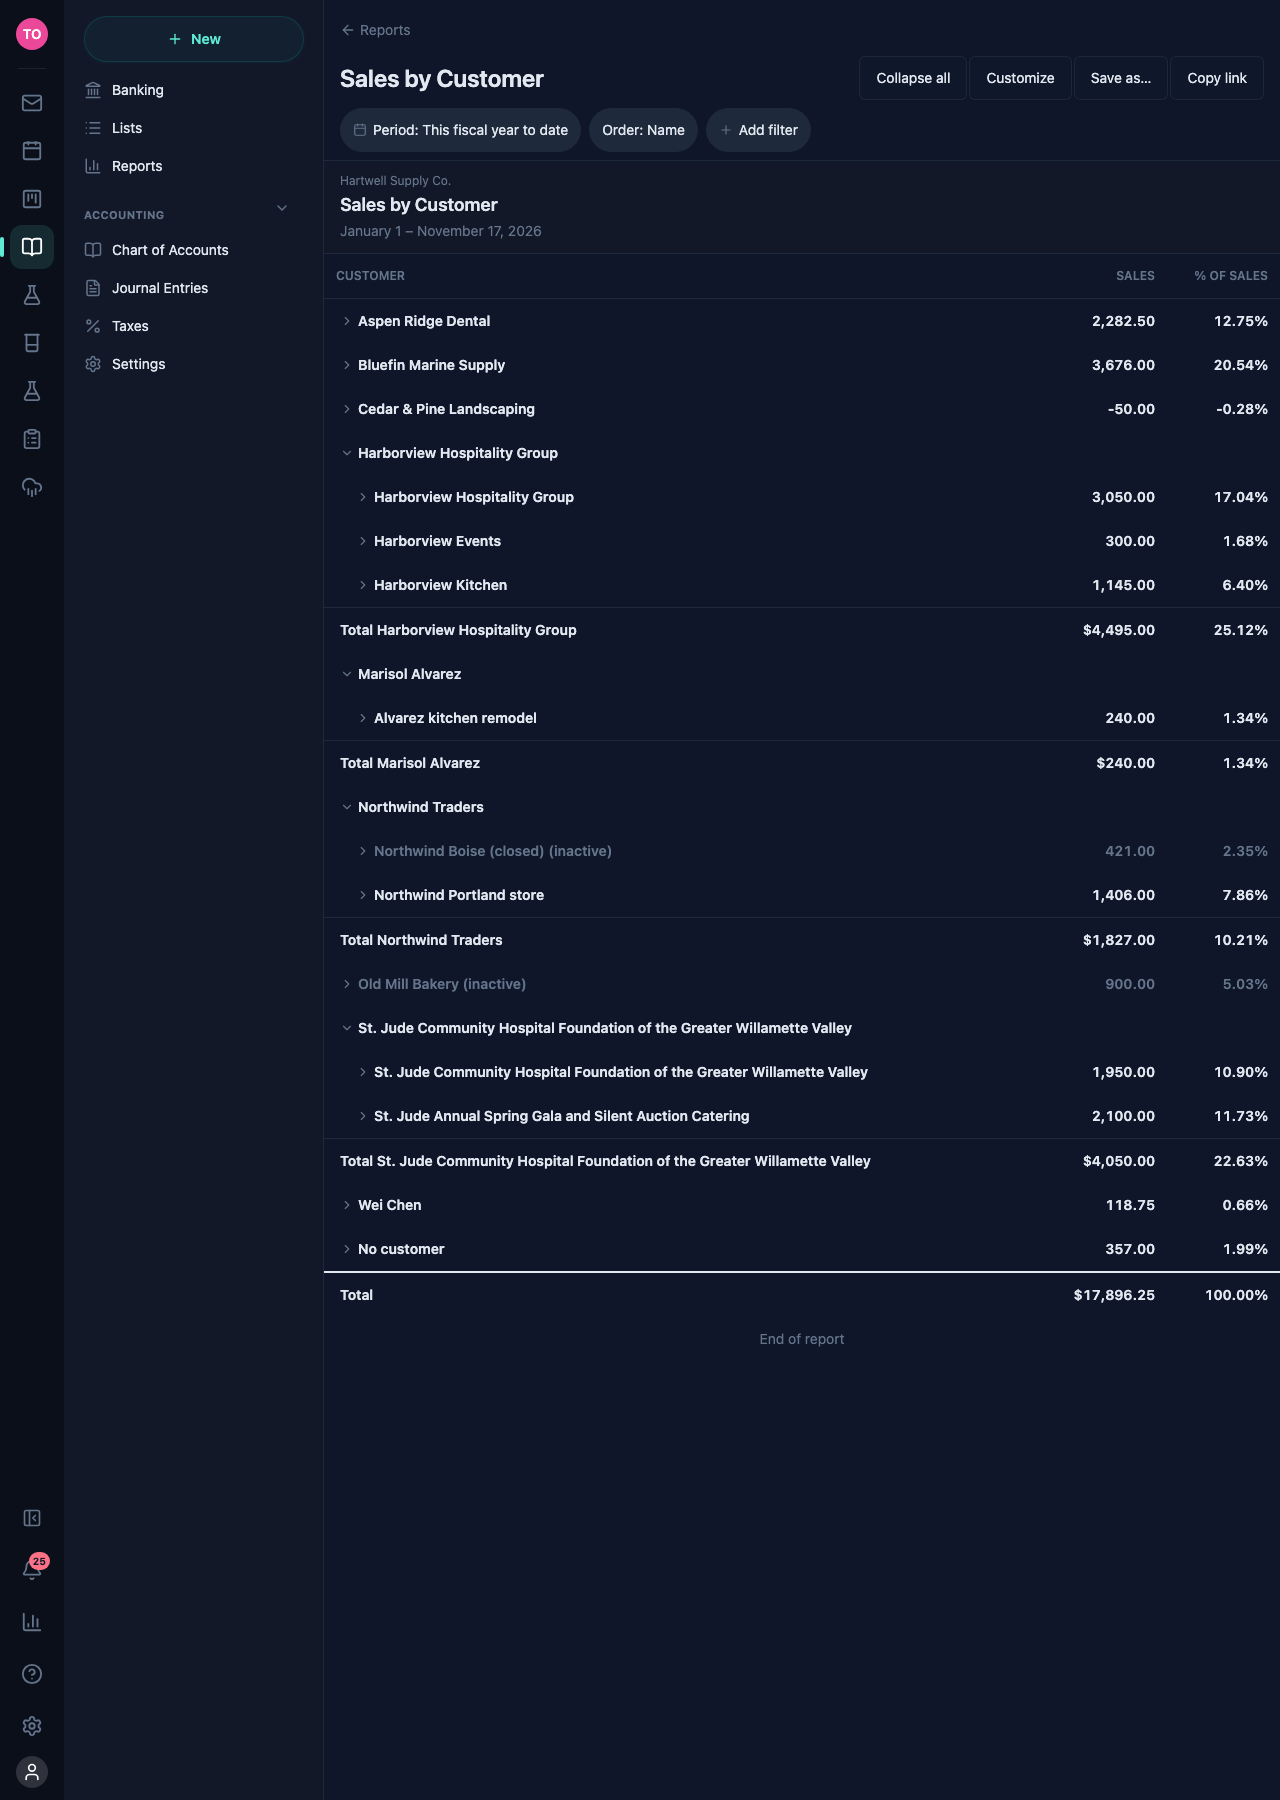 TO
New
Banking
Lists
Reports
ACCOUNTING
Chart of Accounts
Journal Entries
Taxes
Settings
25
Reports
Sales by Customer
Collapse all
Customize
Save as...
Copy link
Period: This fiscal year to date
Order: Name
Add filter
Hartwell Supply Co.
Sales by Customer
January 1 – November 17, 2026
CUSTOMER SALES % OF SALES
Aspen Ridge Dental 2,282.50 12.75%
Bluefin Marine Supply 3,676.00 20.54%
Cedar & Pine Landscaping -50.00 -0.28%
Harborview Hospitality Group
Harborview Hospitality Group 3,050.00 17.04%
Harborview Events 300.00 1.68%
Harborview Kitchen 1,145.00 6.40%
Total Harborview Hospitality Group $4,495.00 25.12%
Marisol Alvarez
Alvarez kitchen remodel 240.00 1.34%
Total Marisol Alvarez $240.00 1.34%
Northwind Traders
Northwind Boise (closed) (inactive) 421.00 2.35%
Northwind Portland store 1,406.00 7.86%
Total Northwind Traders $1,827.00 10.21%
Old Mill Bakery (inactive) 900.00 5.03%
St. Jude Community Hospital Foundation of the Greater Willamette Valley
St. Jude Community Hospital Foundation of the Greater Willamette Valley 1,950.00 10.90%
St. Jude Annual Spring Gala and Silent Auction Catering 2,100.00 11.73%
Total St. Jude Community Hospital Foundation of the Greater Willamette Valley $4,050.00 22.63%
Wei Chen 118.75 0.66%
No customer 357.00 1.99%
Total $17,896.25 100.00%
End of report